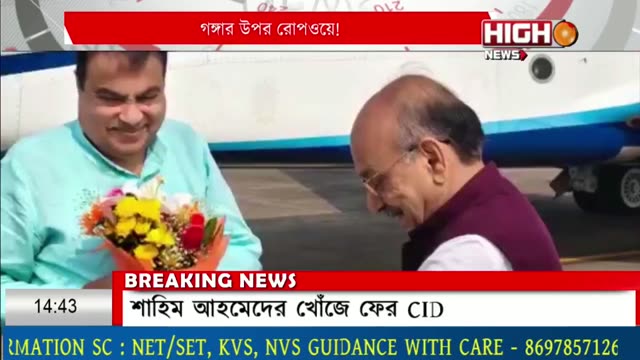 গঙ্গার উপর রোপওয়ে!
HIGH
NEWS
BREAKING NEWS
14:43
শাহিম আহমেদের খোঁজে ফের CID
RMATION SC : NET/SET, KVS, NVS GUIDANCE WITH CARE - 8697857126